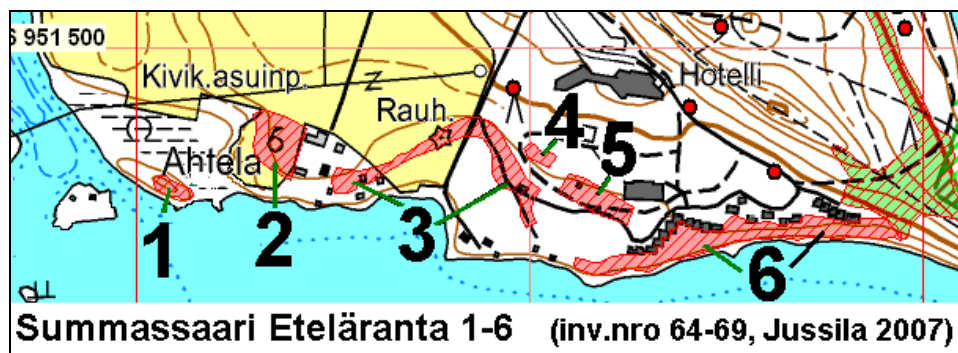 6 951 500
Kivik.asuinp.
Hotelli
Rauh.
6
Ahtela
1
2
3
4
5
6
Summassaari Eteläranta 1-6 (inv.nro 64-69, Jussila 2007)